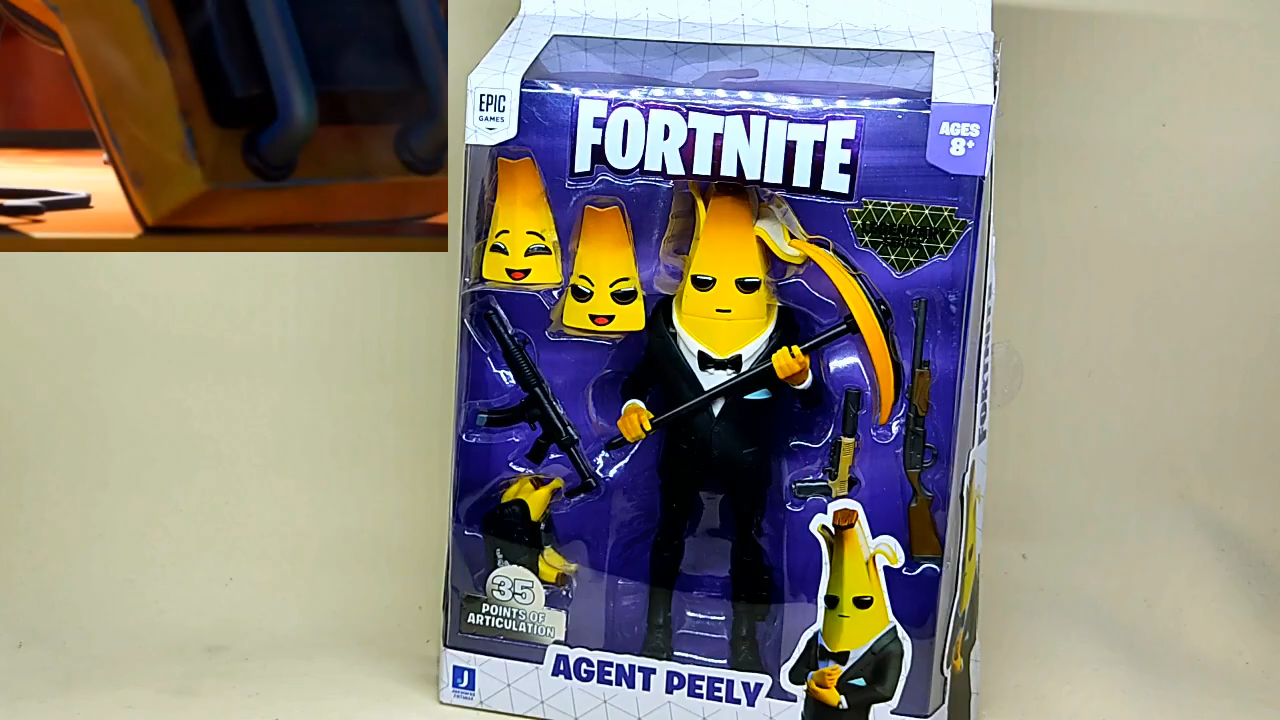 EPIC
GAMES
FORTNITE
AGES
8+
35
POINTS OF
ARTICULATION
AGENT PEELY